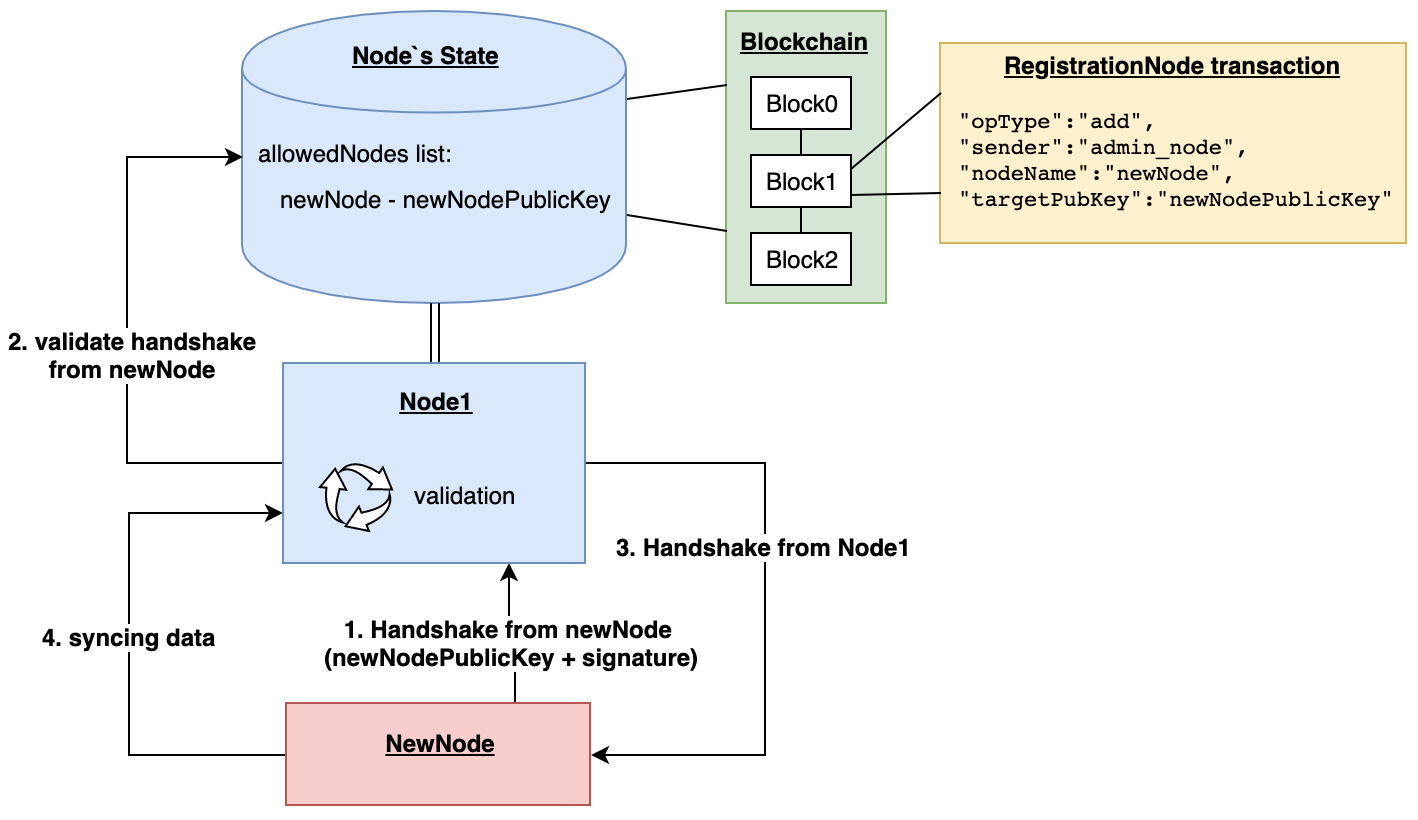 Node`s State
allowedNodes list:
newNode - newNodePublicKey
Blockchain
Block0
Block1
Block2
RegistrationNode transaction
"opType":"add",
"sender":"admin_node",
"nodeName":"newNode",
"targetPubKey":"newNodePublicKey"
2. validate handshake
from newNode
Node1
validation
3. Handshake from Node1
1. Handshake from newNode
(newNodePublicKey + signature)
4. syncing data
NewNode